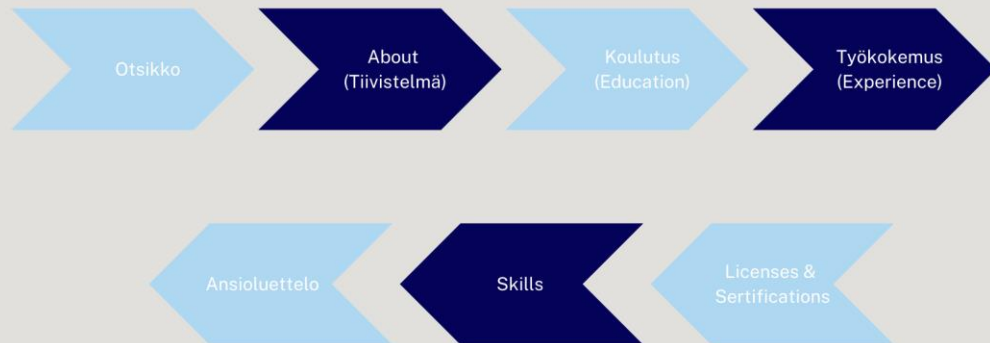 Otsikko
About
(Tiivistelmä)
Koulutus
(Education)
Työkokemus
(Experience)
Licenses &
Sertifications
Skills
Ansioluettelo